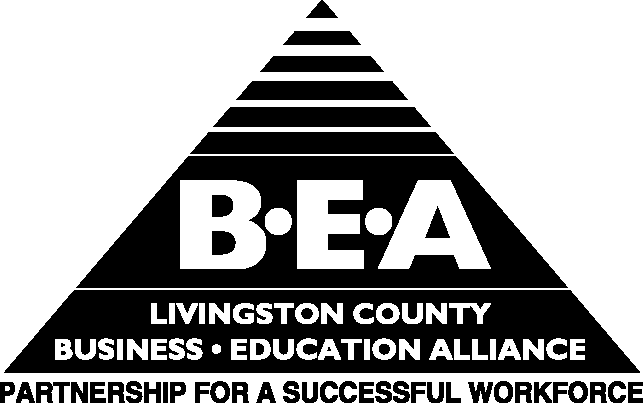 B•E•A
LIVINGSTON COUNTY
BUSINESS • EDUCATION ALLIANCE
PARTNERSHIP FOR A SUCCESSFUL WORKFORCE